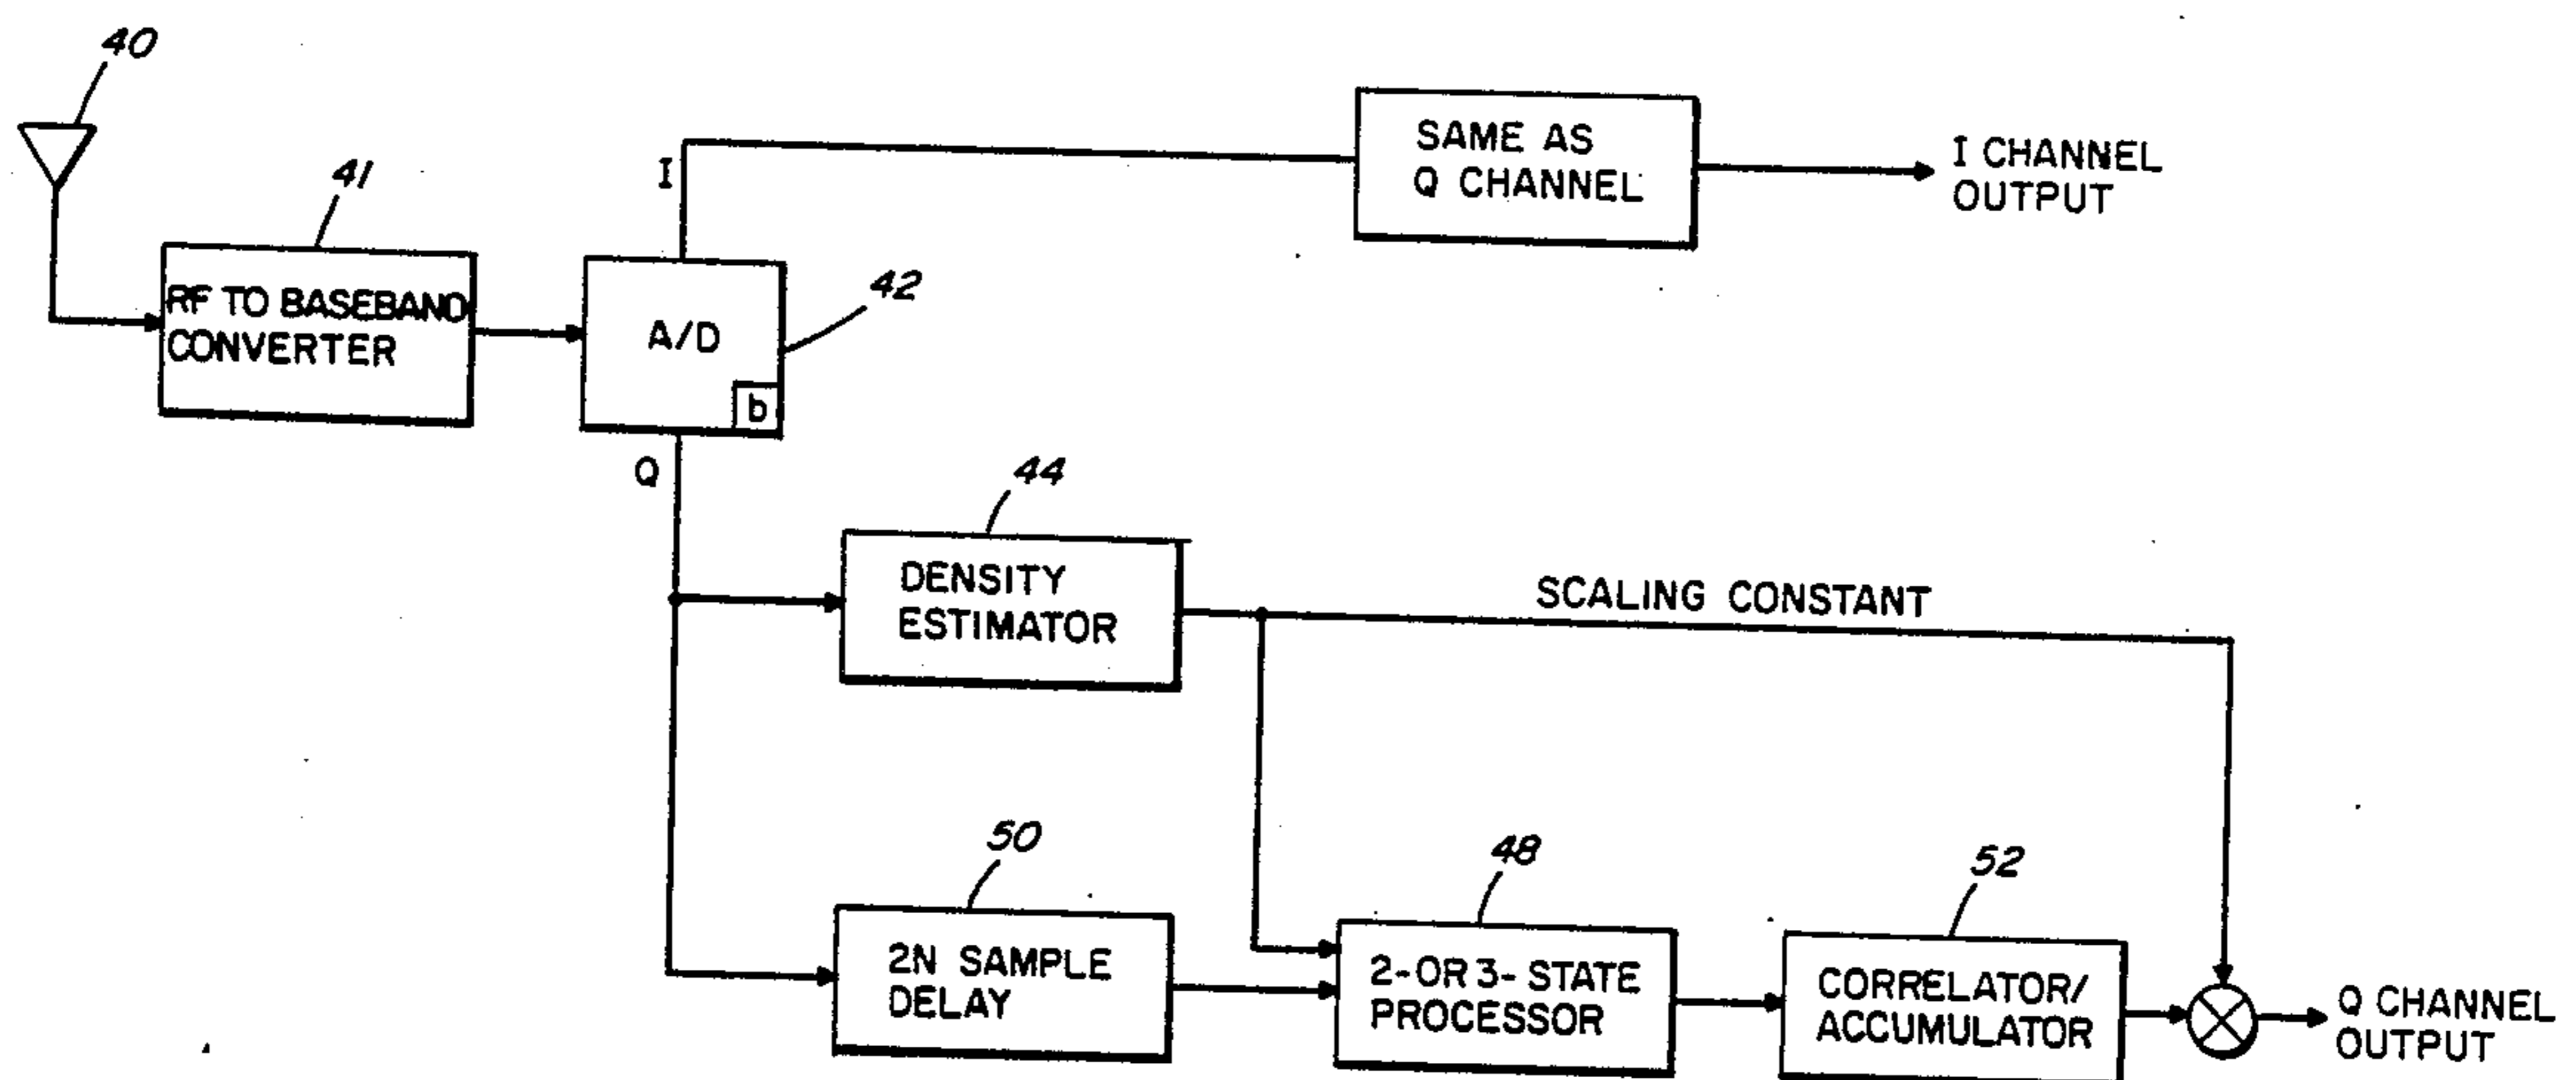 40
41
RF TO BASEBAND
CONVERTER
I
A/D
b
42
SAME AS
Q CHANNEL
I CHANNEL
OUTPUT
Q
44
DENSITY
ESTIMATOR
SCALING CONSTANT
50
2N SAMPLE
DELAY
48
2-OR 3-STATE
PROCESSOR
52
CORRELATOR/
ACCUMULATOR
Q CHANNEL
OUTPUT